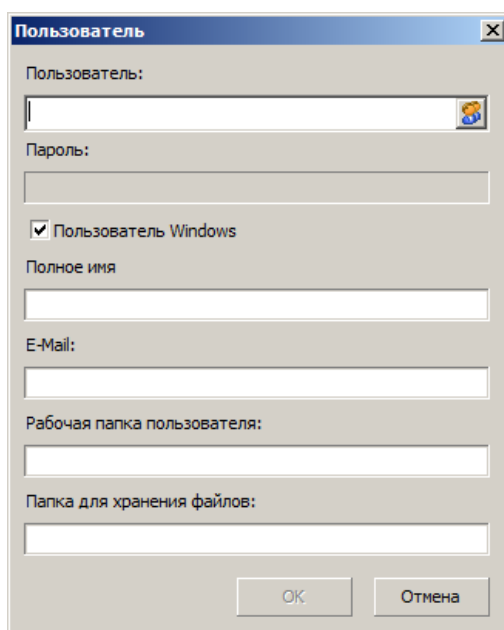 Пользователь
Пользователь:
Пароль:
Пользователь Windows
Полное имя
E-Mail:
Рабочая папка пользователя:
Папка для хранения файлов:
OK
Отмена